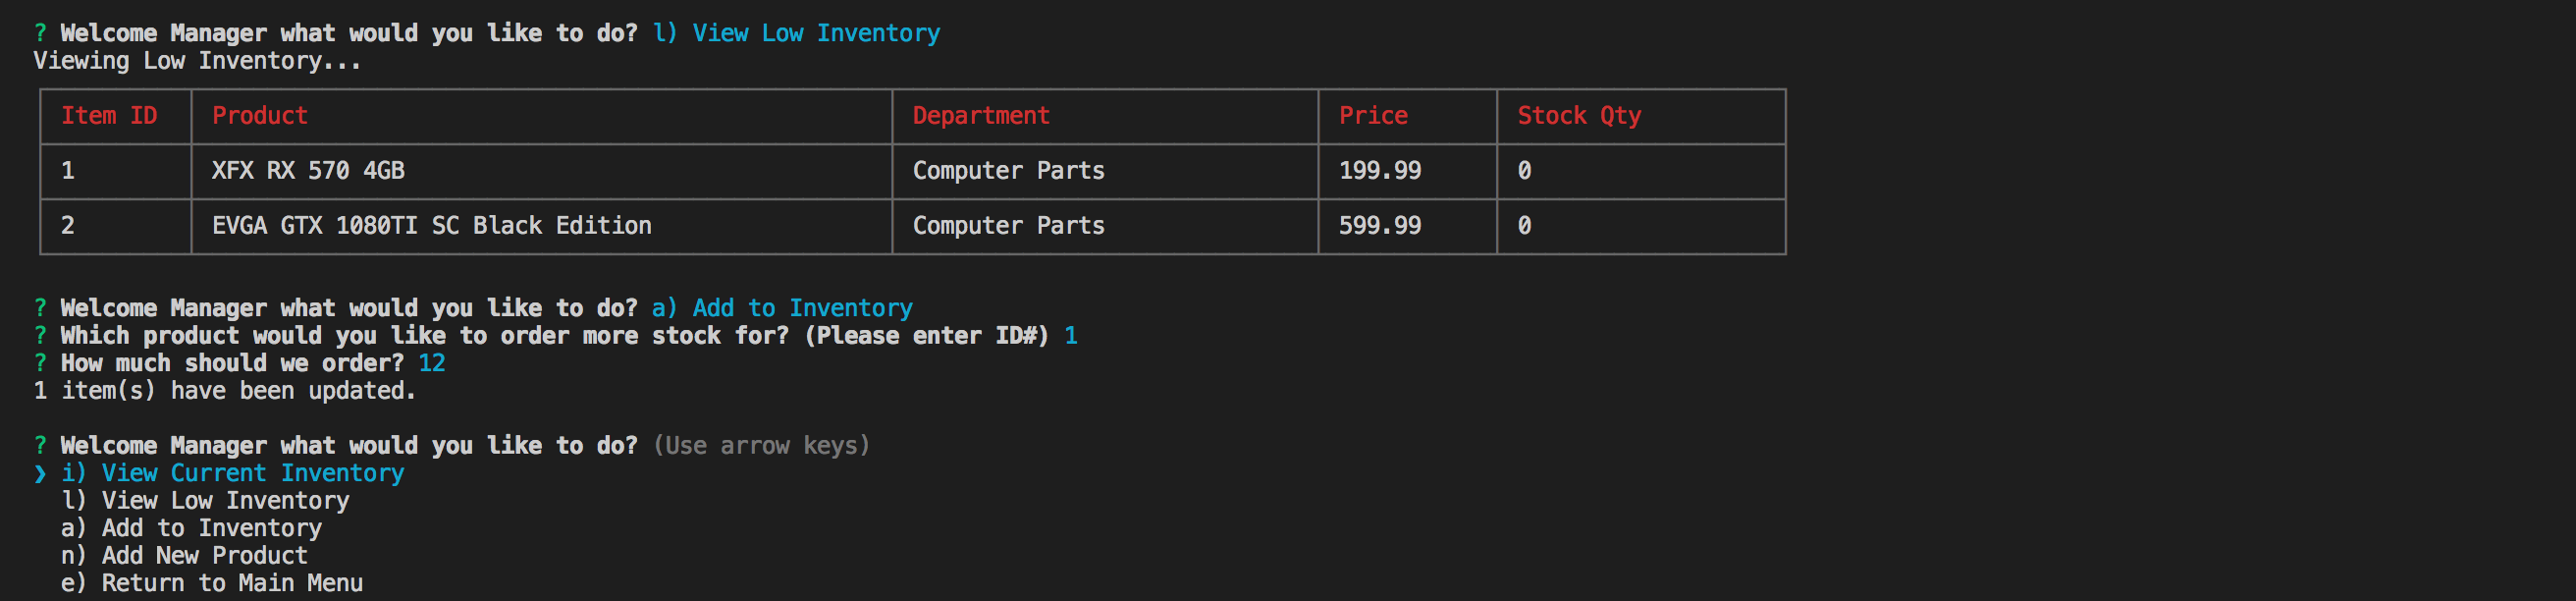 ? Welcome Manager what would you like to do? l) View Low Inventory
Viewing Low Inventory...
Item ID Product Department Price Stock Qty
1 XFX RX 570 4GB Computer Parts 199.99 0
2 EVGA GTX 1080TI SC Black Edition Computer Parts 599.99 0
? Welcome Manager what would you like to do? a) Add to Inventory
? Which product would you like to order more stock for? (Please enter ID#) 1
? How much should we order? 12
1 item(s) have been updated.
? Welcome Manager what would you like to do? (Use arrow keys)
❯ i) View Current Inventory
l) View Low Inventory
a) Add to Inventory
n) Add New Product
e) Return to Main Menu